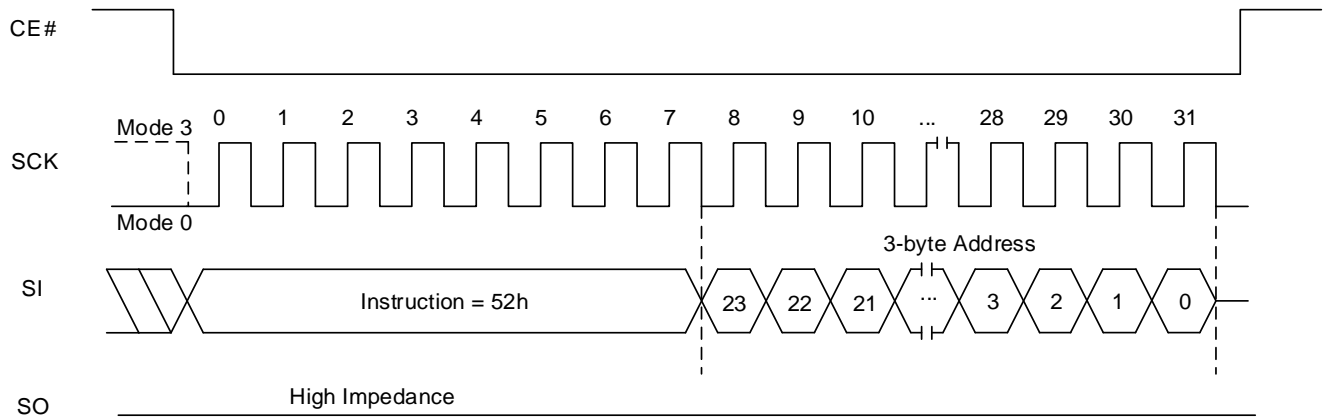 CE#
0 1 2 3 4 5 6 7 8 9 10 ... 28 29 30 31
Mode 3
SCK
Mode 0
3-byte Address
SI Instruction = 52h 23 22 21 ... 3 2 1 0
High Impedance
SO